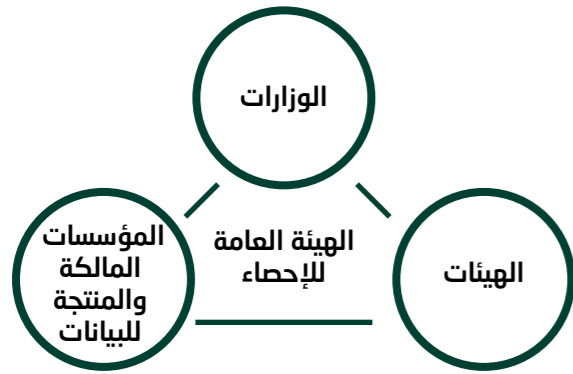 الوزارات
الهيئة العامة
للإحصاء
الهيئات
المؤسسات
المالكة
والمنتجة
للبيانات